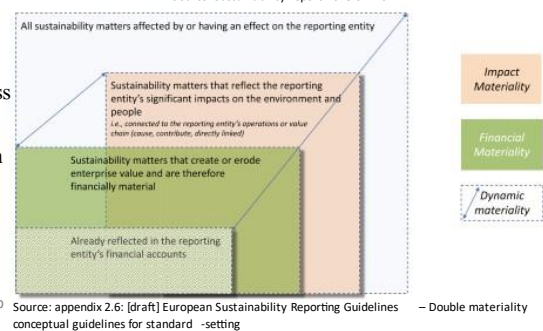 All sustainability matters affected by or having an effect on the reporting entity
Sustainability matters that reflect the reporting
entity's significant impacts on the environment and
people
i.e., connected to the reporting entity's operations or value
chain (cause, contribute, directly linked)
Sustainability matters that create or erode
enterprise value and are therefore
financially material
Already reflected in the reporting
entity's financial accounts
Impact
Materiality
Financial
Materiality
Dynamic
materiality
Source: appendix 2.6: [draft] European Sustainability Reporting Guidelines – Double materiality
conceptual guidelines for standard -setting